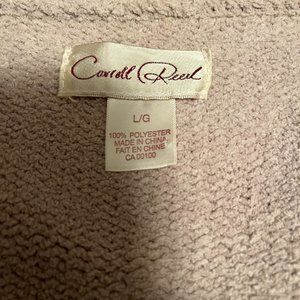 Carroll Reed
L/G
100% POLYESTER
MADE IN CHINA
FAIT EN CHINE
CA 00100